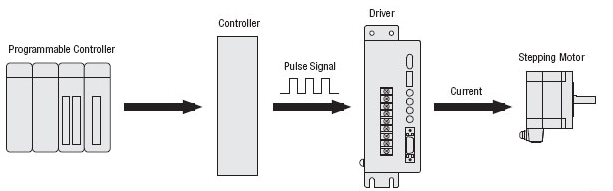 Programmable Controller
Controller
Pulse Signal
Driver
Current
Stepping Motor